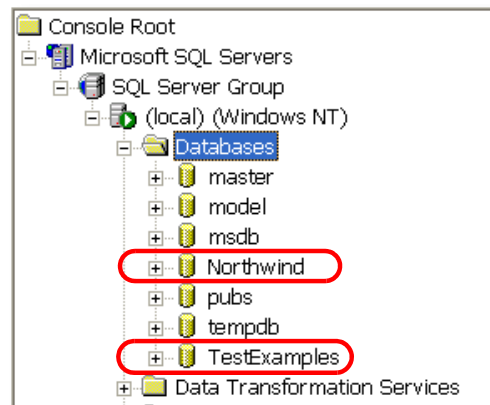 Console Root
Microsoft SQL Servers
SQL Server Group
(local) (Windows NT)
Databases
master
model
msdb
Northwind
pubs
tempdb
TestExamples
Data Transformation Services